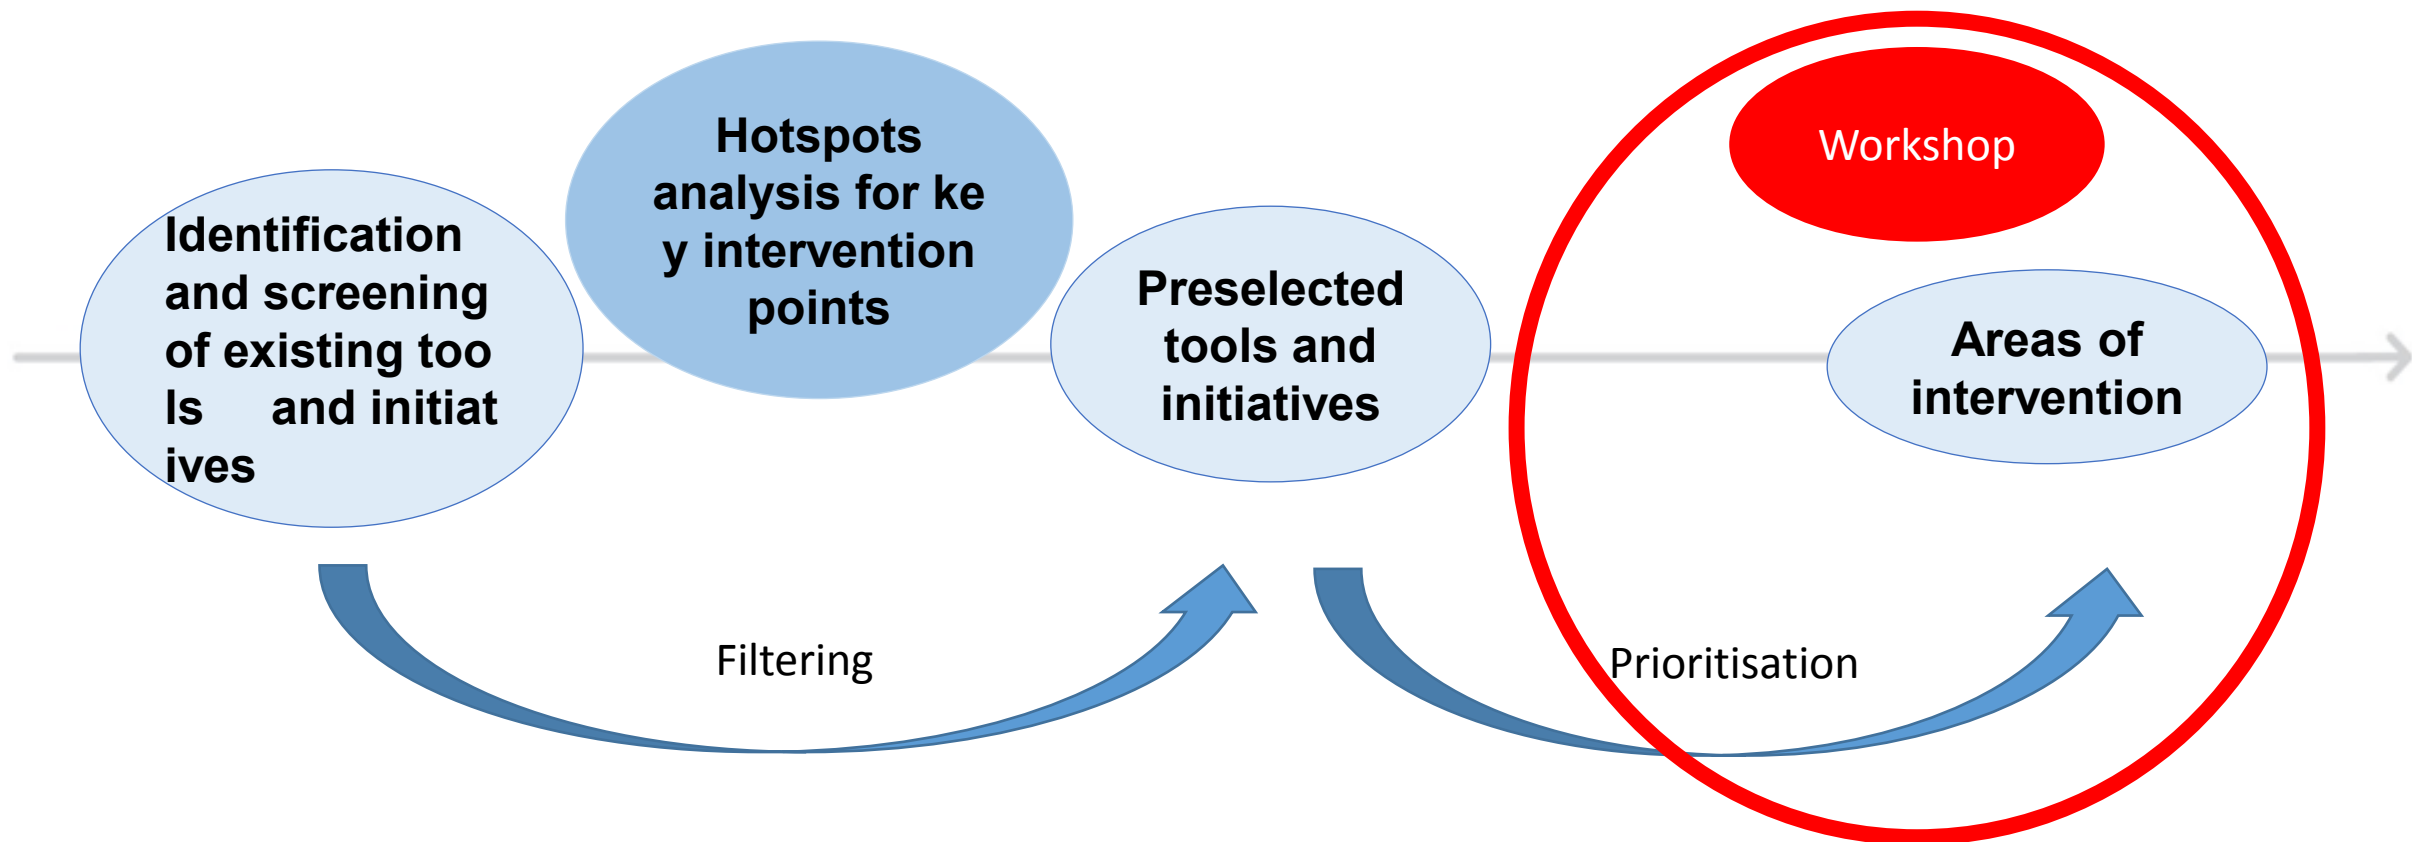 Identification
and screening
of existing too
ls and initiat
ives
Hotspots
analysis for ke
y intervention
points
Preselected
tools and
initiatives
Workshop
Areas of
intervention
Filtering
Prioritisation